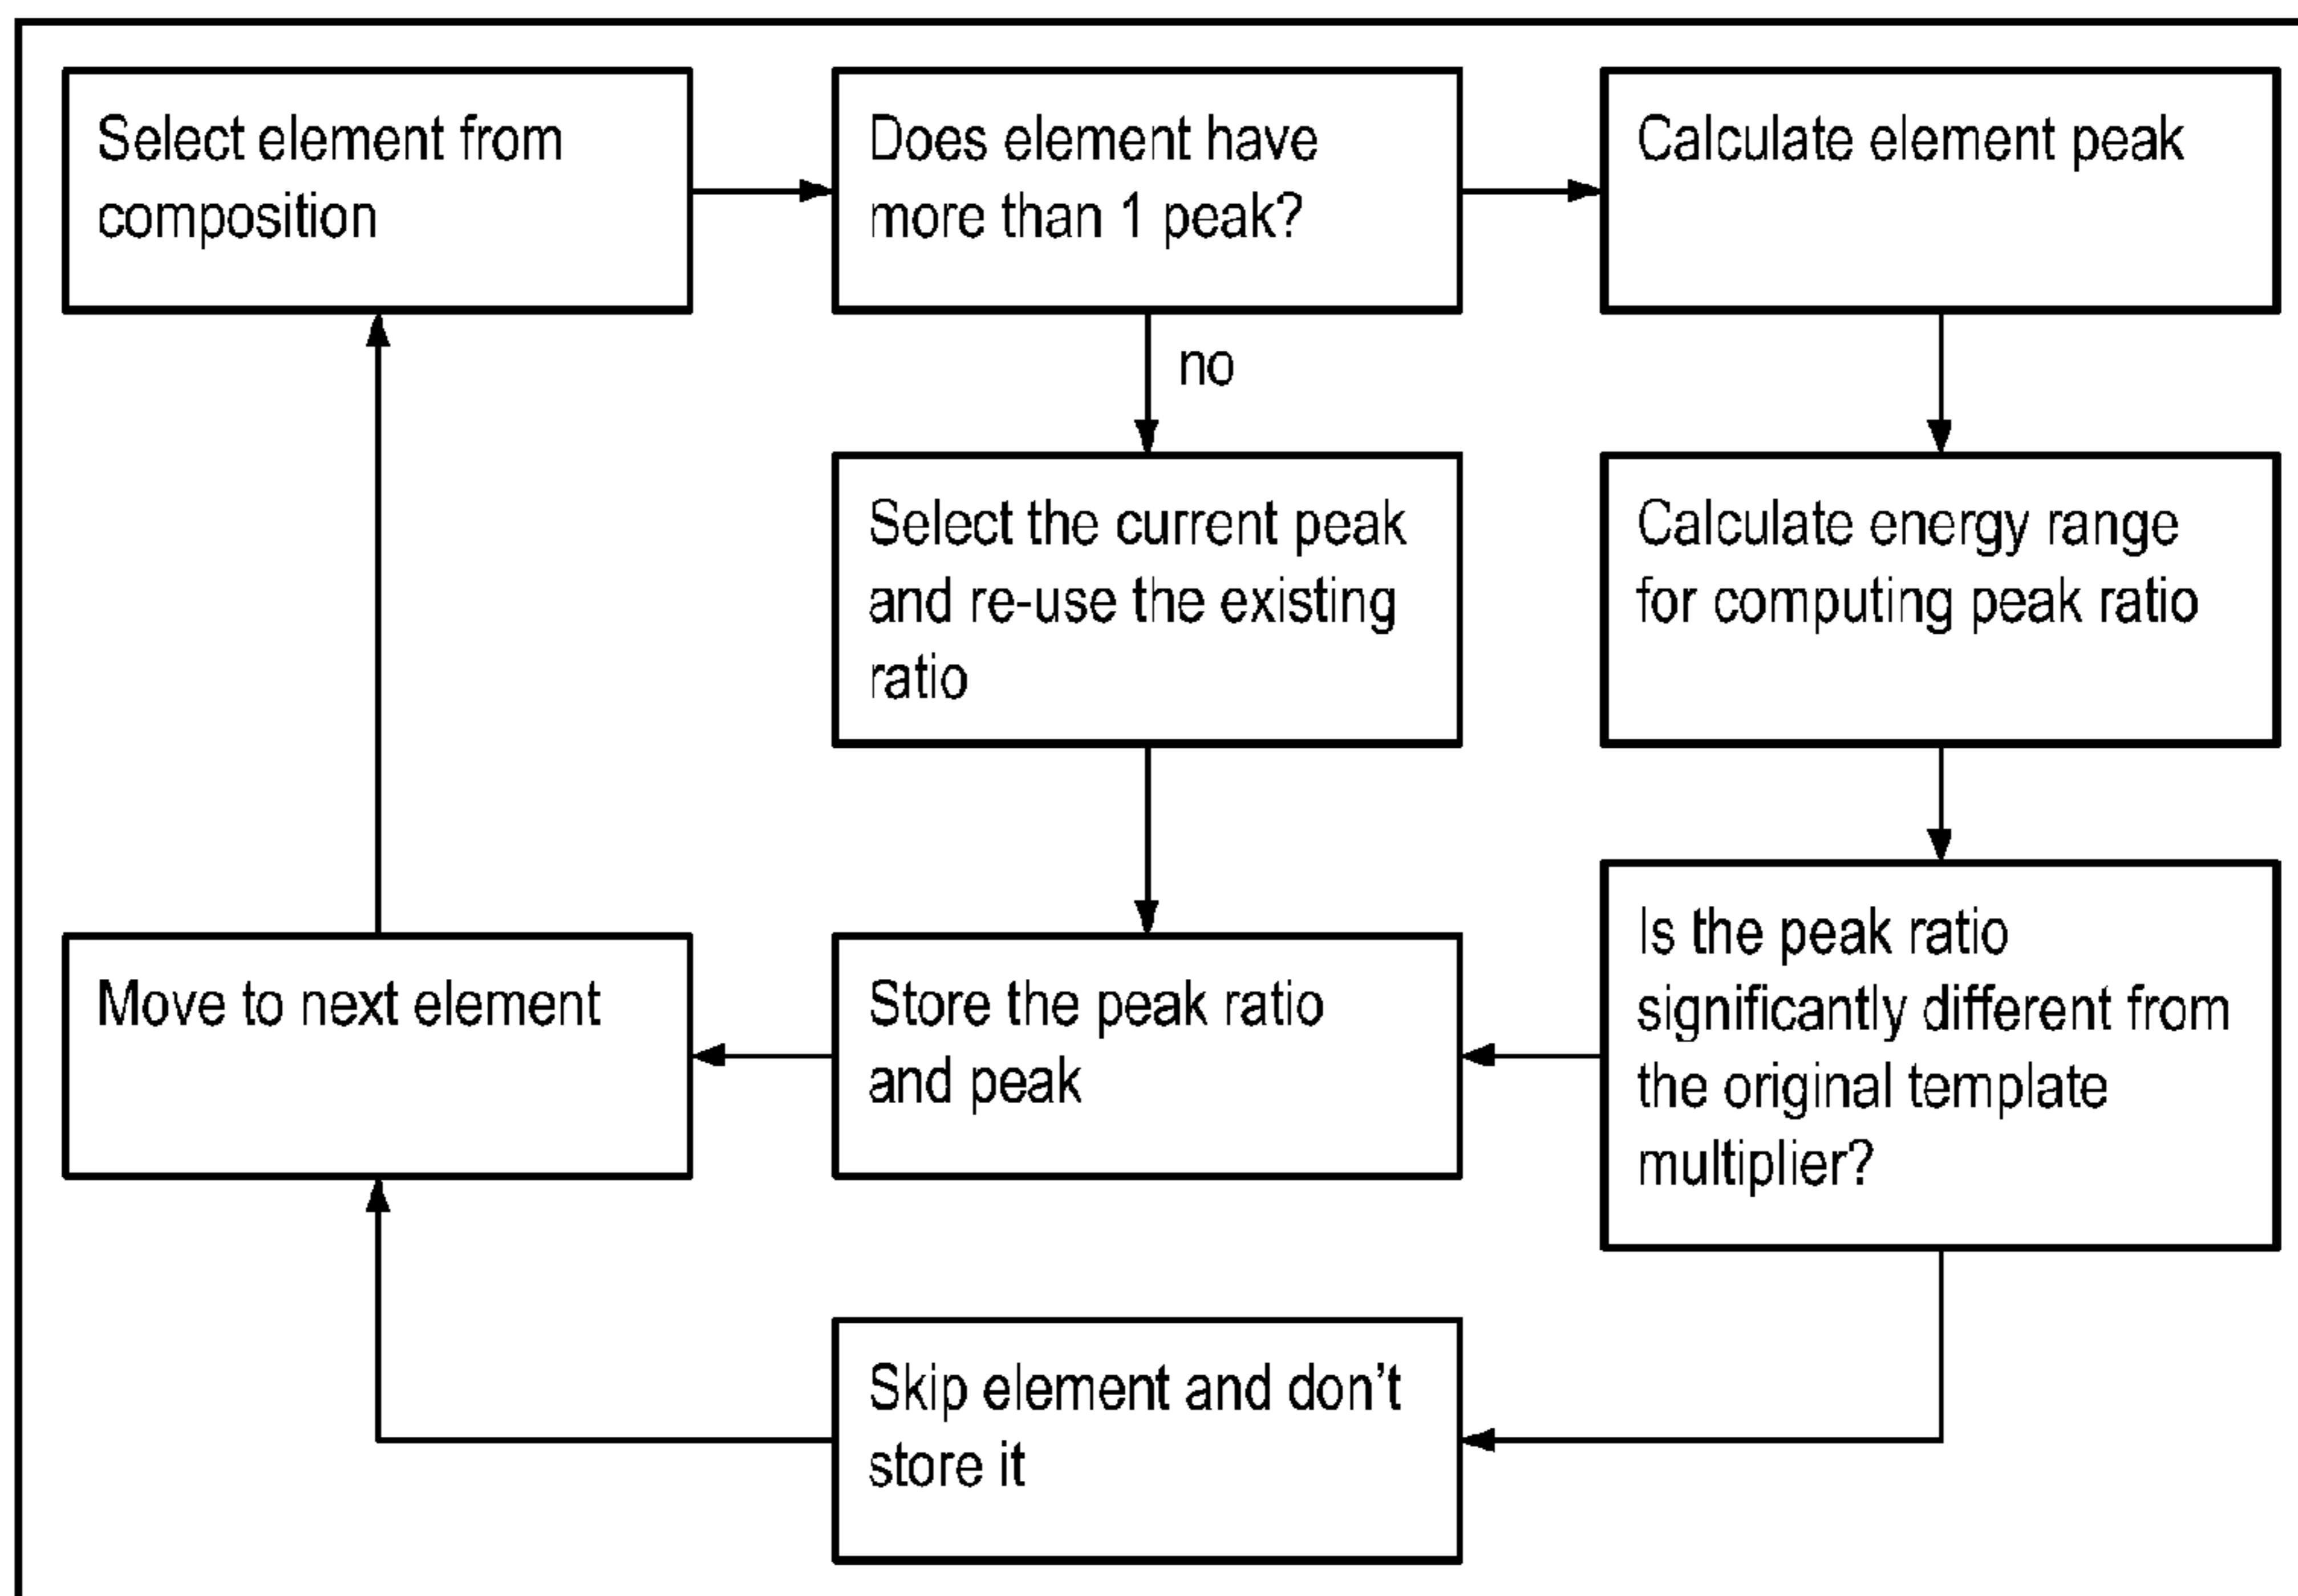 Select element from
composition
Does element have
more than 1 peak?
Calculate element peak
no
Select the current peak
and re-use the existing
ratio
Calculate energy range
for computing peak ratio
Move to next element
Store the peak ratio
and peak
Is the peak ratio
significantly different from
the original template
multiplier?
Skip element and don't
store it